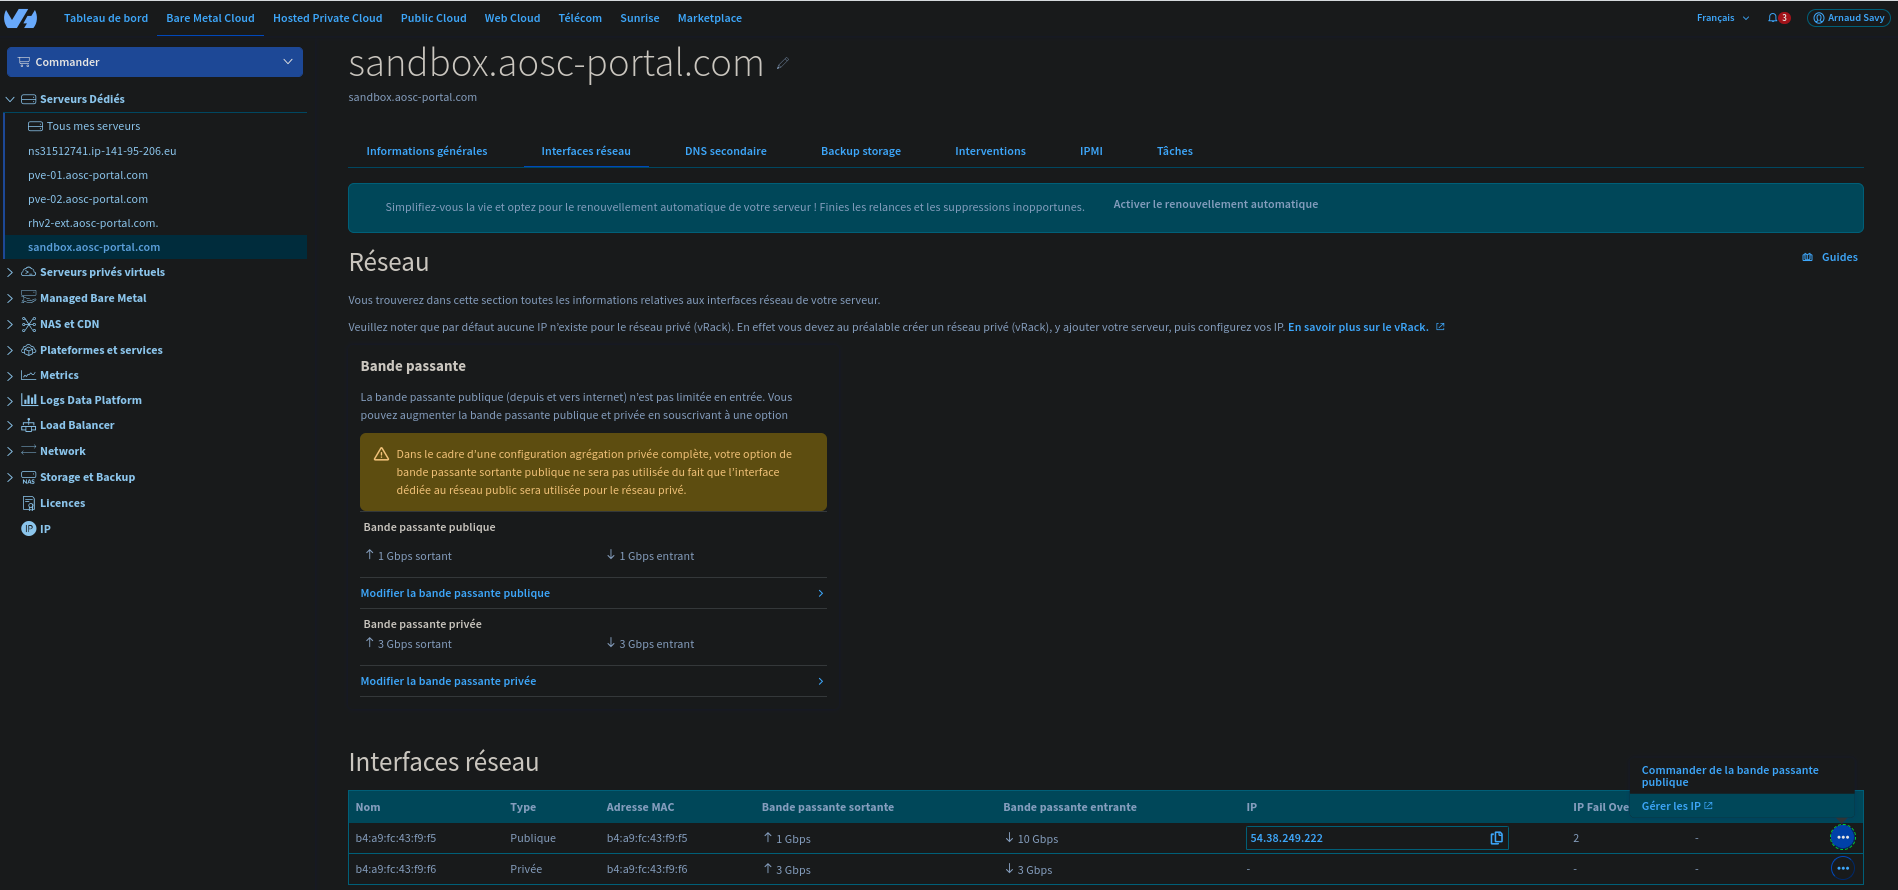 Tableau de bord Bare Metal Cloud Hosted Private Cloud Public Cloud Web Cloud Télécom Sunrise Marketplace Français 3 Arnaud Savy
Commander
Serveurs Dédiés
Tous mes serveurs
ns31512741.ip-141-95-206.eu
pve-01.aosc-portal.com
pve-02.aosc-portal.com
rhv2-ext.aosc-portal.com.
sandbox.aosc-portal.com
Serveurs privés virtuels
Managed Bare Metal
NAS et CDN
Plateformes et services
Metrics
Logs Data Platform
Load Balancer
Network
NAS Storage et Backup
Licences
IP IP
sandbox.aosc-portal.com
sandbox.aosc-portal.com
Informations générales Interfaces réseau DNS secondaire Backup storage Interventions IPMI Tâches
Simplifiez-vous la vie et optez pour le renouvellement automatique de votre serveur ! Finies les relances et les suppressions inopportunes. Activer le renouvellement automatique
Réseau
Guides
Vous trouverez dans cette section toutes les informations relatives aux interfaces réseau de votre serveur.
Veuillez noter que par défaut aucune IP n'existe pour le réseau privé (vRack). En effet vous devez au préalable créer un réseau privé (vRack), y ajouter votre serveur, puis configurez vos IP. En savoir plus sur le vRack.
Bande passante
La bande passante publique (depuis et vers internet) n'est pas limitée en entrée. Vous
pouvez augmenter la bande passante publique et privée en souscrivant à une option
Dans le cadre d'une configuration agrégation privée complète, votre option de
bande passante sortante publique ne sera pas utilisée du fait que l'interface
dédiée au réseau public sera utilisée pour le réseau privé.
Bande passante publique
↑ 1 Gbps sortant ↓ 1 Gbps entrant
Modifier la bande passante publique
Bande passante privée
↑ 3 Gbps sortant ↓ 3 Gbps entrant
Modifier la bande passante privée
Interfaces réseau
Commander de la bande passante
publique
Gérer les IP
Nom Type Adresse MAC Bande passante sortante Bande passante entrante IP IP Fail Ove
b4:a9:fc:43:f9:f5 Publique b4:a9:fc:43:f9:f5 ↑ 1 Gbps ↓ 10 Gbps 54.38.249.222 2 - ...
b4:a9:fc:43:f9:f6 Privée b4:a9:fc:43:f9:f6 ↑ 3 Gbps ↓ 3 Gbps - - - ...